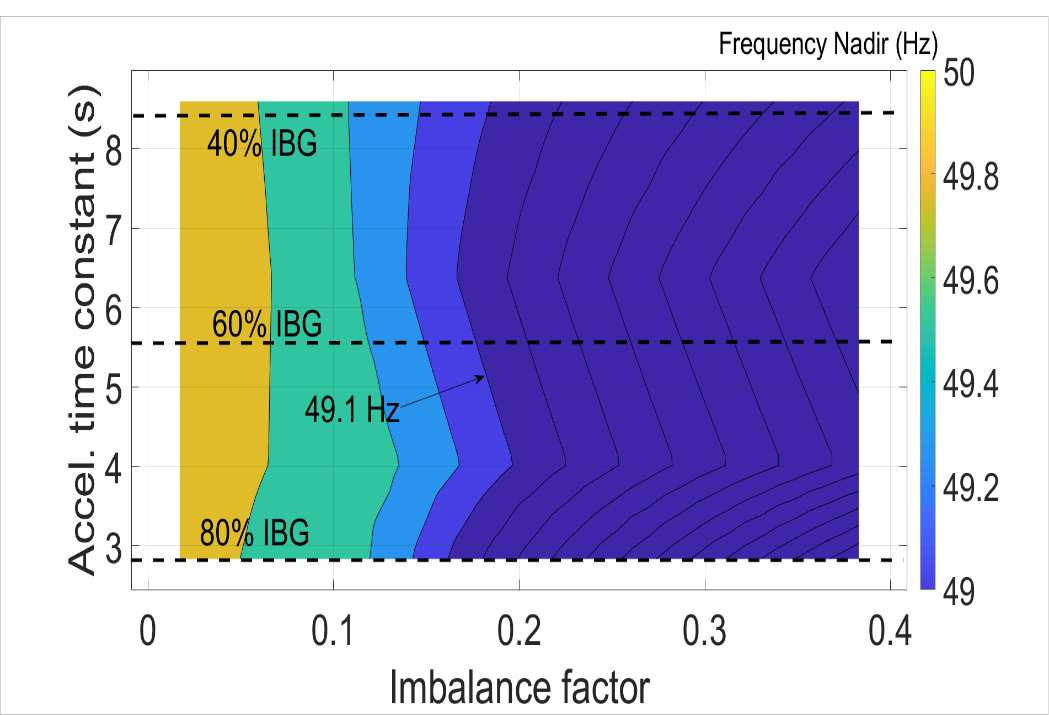 Frequency Nadir (Hz)
50
49.8
49.6
49.4
49.2
49
Accel. time constant (s)
8
7
6
5
4
3
40% IBG
60% IBG
49.1 Hz
80% IBG
0
0.1
0.2
0.3
0.4
Imbalance factor